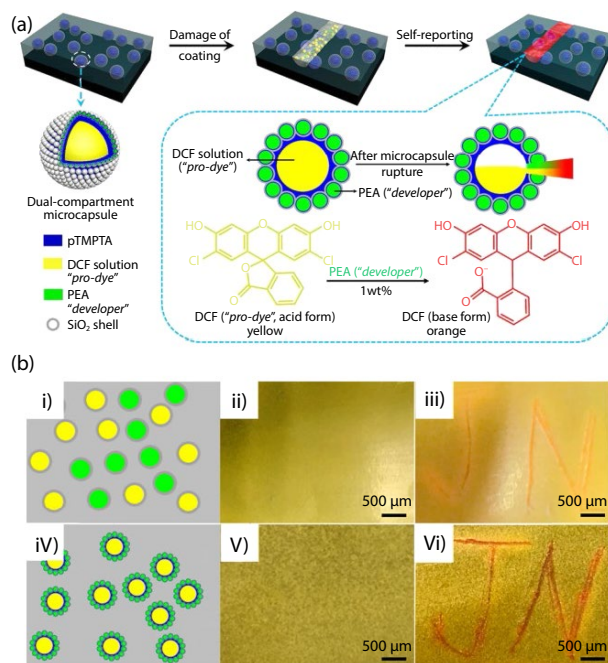 (a)
Damage of
coating
Self-reporting
Dual-compartment
microcapsule
pTMPTA
DCF solution
"pro-dye"
PEA
"developer"
SiO₂ shell
DCF solution
("pro-dye")
After microcapsule
rupture
PEA ("developer")
HO O OH
Cl Cl
O
O
DCF ("pro-dye", acid form)
yellow
PEA ("developer")
1wt%
HO O OH
Cl Cl
O⁻
O
DCF (base form)
orange
(b)
i)
ii)
500 μm
iii)
500 μm
J N
iV)
V)
500 μm
Vi)
500 μm
J N